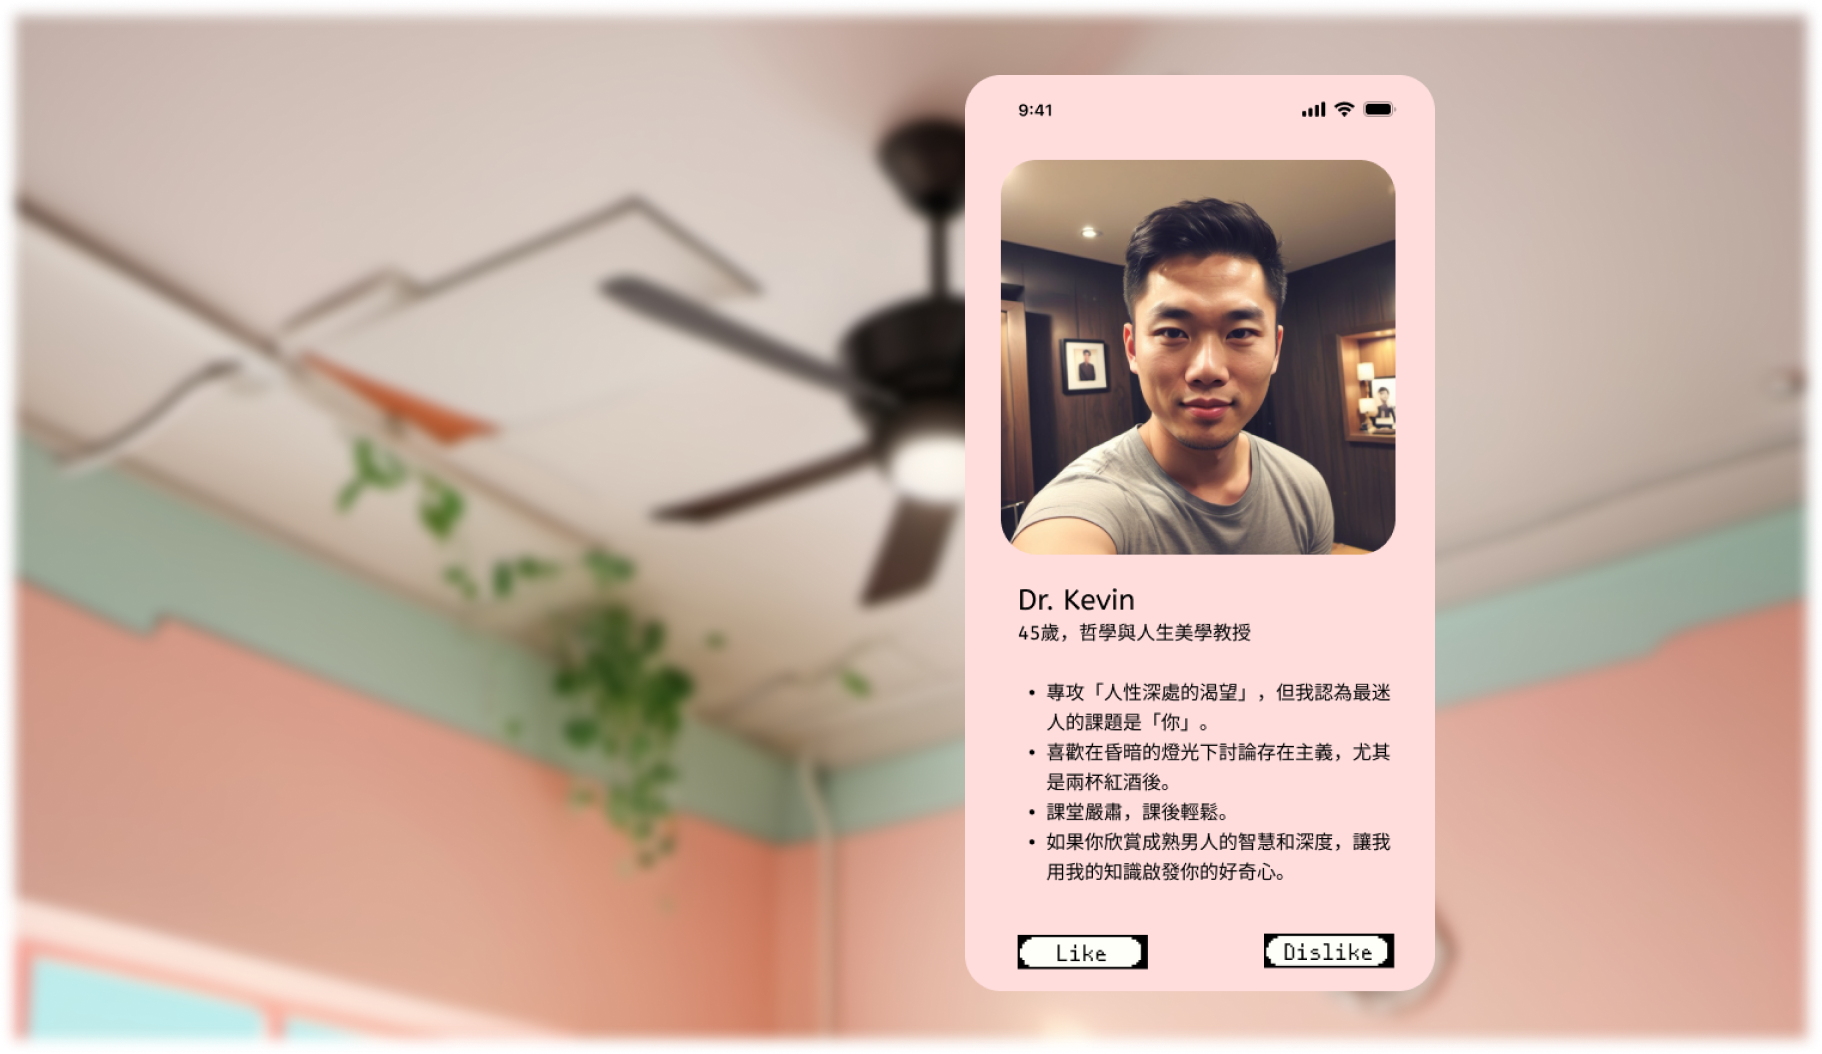 9:41
Dr. Kevin
45歲，哲學與人生美學教授
• 專攻「人性深處的渴望」，但我認為最迷
人的課題是「你」。
• 喜歡在昏暗的燈光下討論存在主義，尤其
是兩杯紅酒後。
• 課堂嚴肅，課後輕鬆。
• 如果你欣賞成熟男人的智慧和深度，讓我
用我的知識啟發你的好奇心。
Like
Dislike